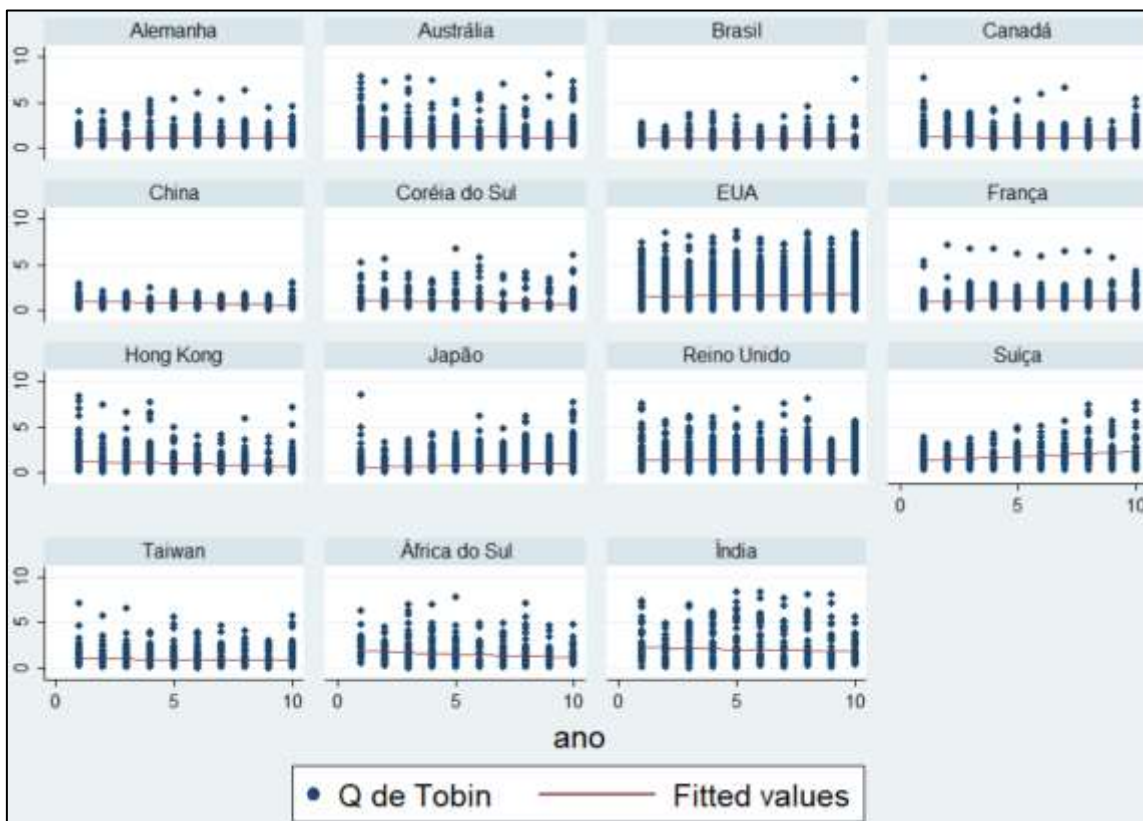 Alemanha Austrália Brasil Canadá
0 5 10
China Coréia do Sul EUA França
0 5 10
Hong Kong Japão Reino Unido Suíça
0 5 10
0 5 10
Taiwan África do Sul Índia
0 5 10
0 5 10 0 5 10 0 5 10
ano
Q de Tobin Fitted values